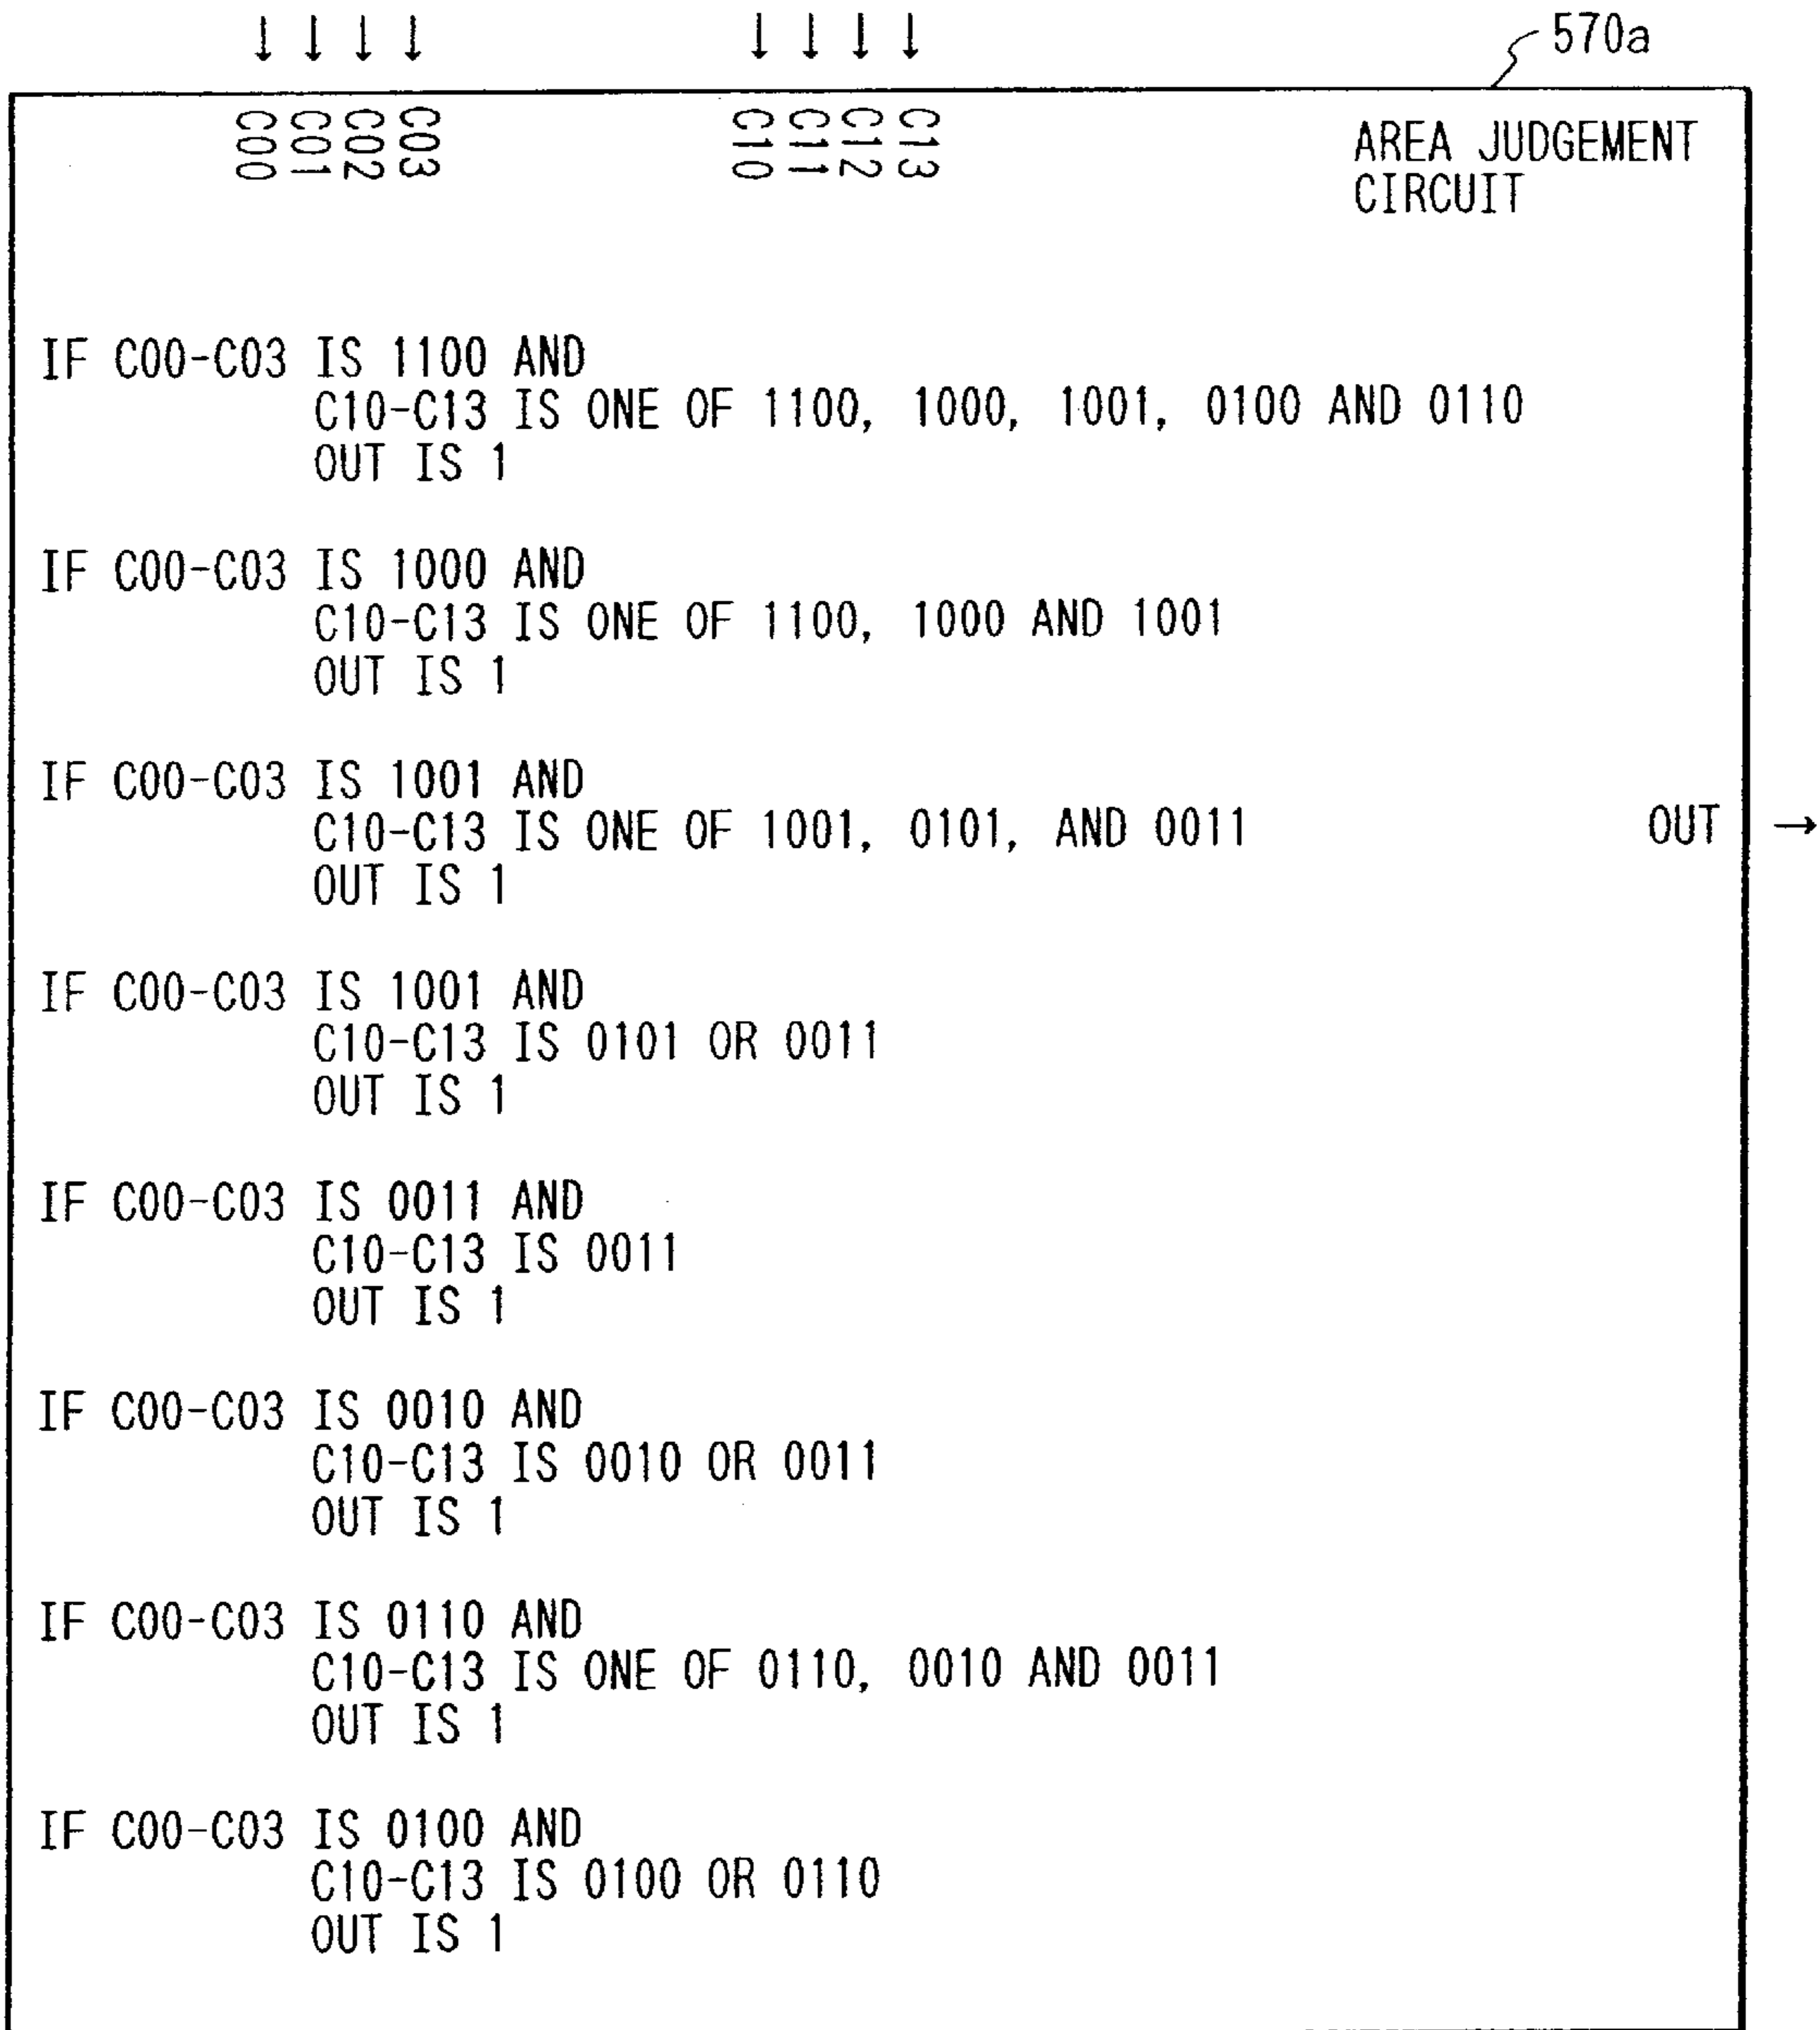 ↓ ↓ ↓ ↓ ↓ ↓ ↓ ↓
570a
C00 C01 C02 C03 C10 C11 C12 C13
AREA JUDGEMENT
CIRCUIT
IF C00-C03 IS 1100 AND
C10-C13 IS ONE OF 1100, 1000, 1001, 0100 AND 0110
OUT IS 1
IF C00-C03 IS 1000 AND
C10-C13 IS ONE OF 1100, 1000 AND 1001
OUT IS 1
IF C00-C03 IS 1001 AND
C10-C13 IS ONE OF 1001, 0101, AND 0011
OUT IS 1
OUT →
IF C00-C03 IS 1001 AND
C10-C13 IS 0101 OR 0011
OUT IS 1
IF C00-C03 IS 0011 AND
C10-C13 IS 0011
OUT IS 1
IF C00-C03 IS 0010 AND
C10-C13 IS 0010 OR 0011
OUT IS 1
IF C00-C03 IS 0110 AND
C10-C13 IS ONE OF 0110, 0010 AND 0011
OUT IS 1
IF C00-C03 IS 0100 AND
C10-C13 IS 0100 OR 0110
OUT IS 1